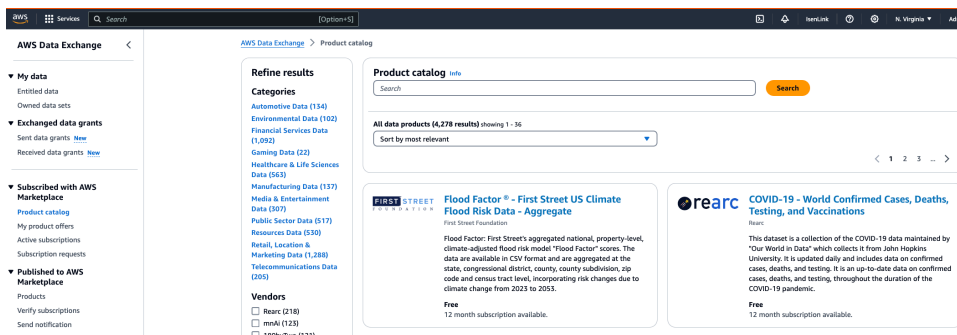 aws
Services
Search
[Option+S]
IsenLink
N. Virginia
AWS Data Exchange
My data
Entitled data
Owned data sets
Exchanged data grants
Sent data grants New
Received data grants New
Subscribed with AWS
Marketplace
Product catalog
My product offers
Active subscriptions
Subscription requests
Published to AWS
Marketplace
Products
Verify subscriptions
Send notification
AWS Data Exchange > Product catalog
Refine results
Categories
Automotive Data (134)
Environmental Data (102)
Financial Services Data
(1,092)
Gaming Data (22)
Healthcare & Life Sciences
Data (563)
Manufacturing Data (137)
Media & Entertainment
Data (307)
Public Sector Data (517)
Resources Data (530)
Retail, Location &
Marketing Data (1,288)
Telecommunications Data
(205)
Vendors
Rearc (218)
mnAi (123)
Product catalog Info
Search
Search
All data products (4,278 results) showing 1 - 36
Sort by most relevant
< 1 2 3 ... >
FIRST STREET
FOUNDATION
Flood Factor ® - First Street US Climate
Flood Risk Data - Aggregate
First Street Foundation
Flood Factor: First Street's aggregated national, property-level,
climate-adjusted flood risk model "Flood Factor" scores. The
data are available in CSV format and are aggregated at the
state, congressional district, county, county subdivision, zip
code and census tract level, incorporating risk changes due to
climate change from 2023 to 2053.
Free
12 month subscription available.
rearc
COVID-19 - World Confirmed Cases, Deaths,
Testing, and Vaccinations
Rearc
This dataset is a collection of the COVID-19 data maintained by
"Our World in Data" which collects it from John Hopkins
University. It is updated daily and includes data on confirmed
cases, deaths, and testing. It is an up-to-date data on confirmed
cases, deaths, and testing, throughout the duration of the
COVID-19 pandemic.
Free
12 month subscription available.